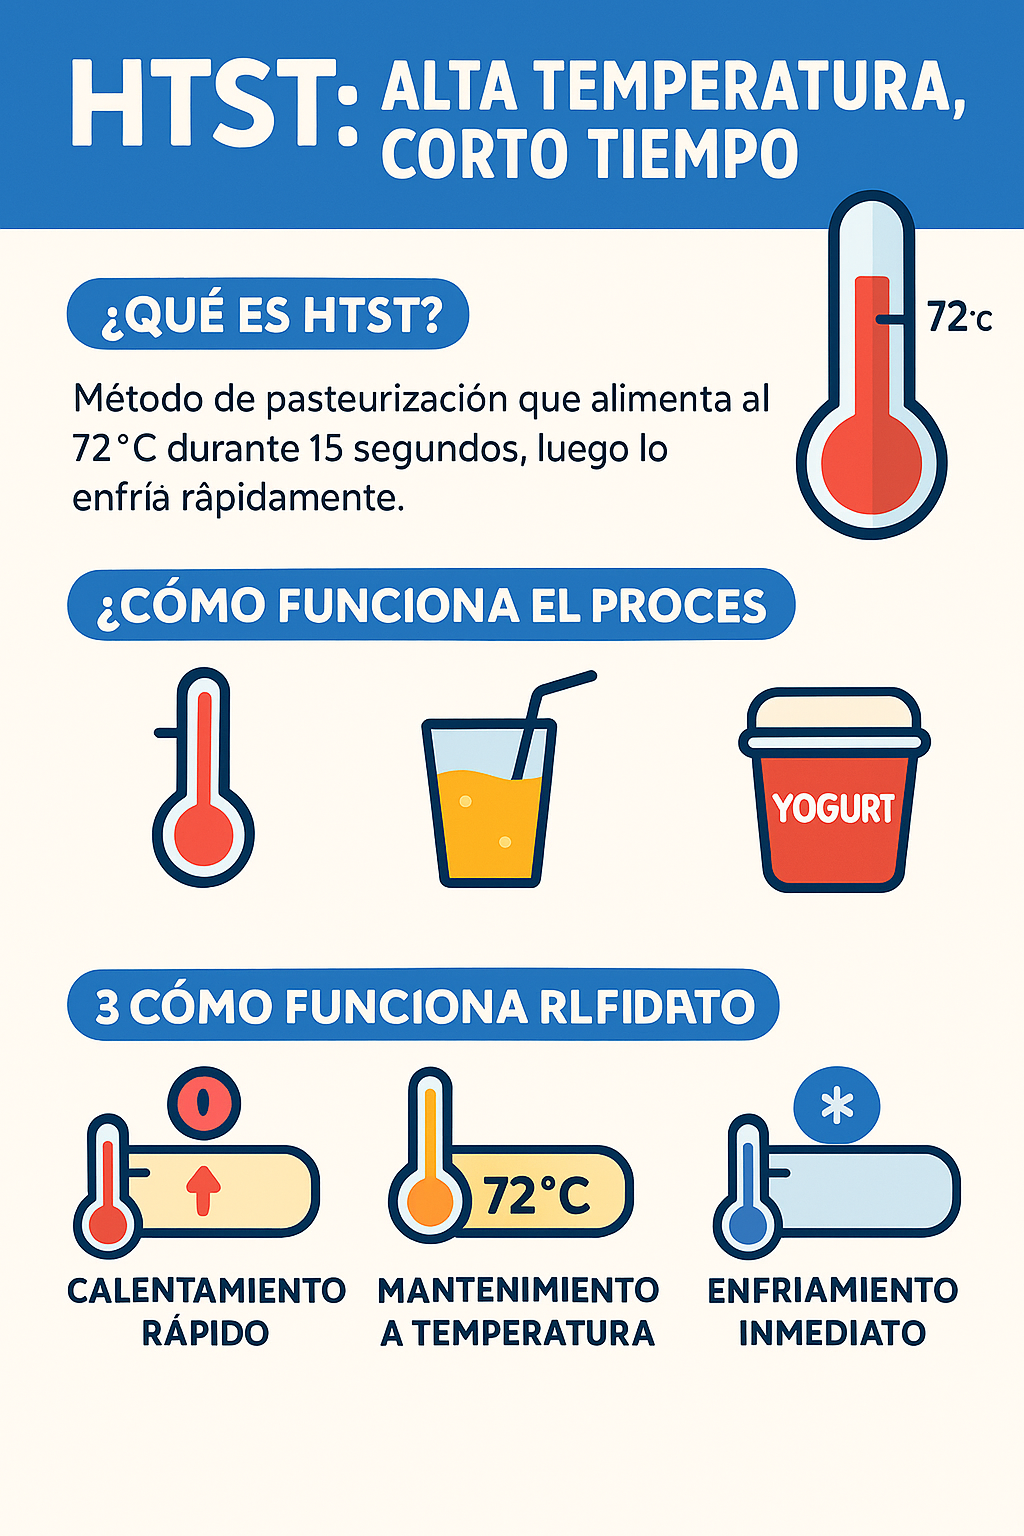 HTST: ALTA TEMPERATURA,
CORTO TIEMPO
72°C
¿QUÉ ES HTST?
Método de pasteurización que alimenta al
72°C durante 15 segundos, luego lo
enfríȧ râpidamente.
¿CÓMO FUNCIONA EL PROCES
YOGURT
3 CÓMO FUNCIONA RLFIDATO
0
72°C
*
CALENTAMIENTO
RÁPIDO
MANTENIMIENTO
A TEMPERATURA
ENFRIAMIENTO
INMEDIATO